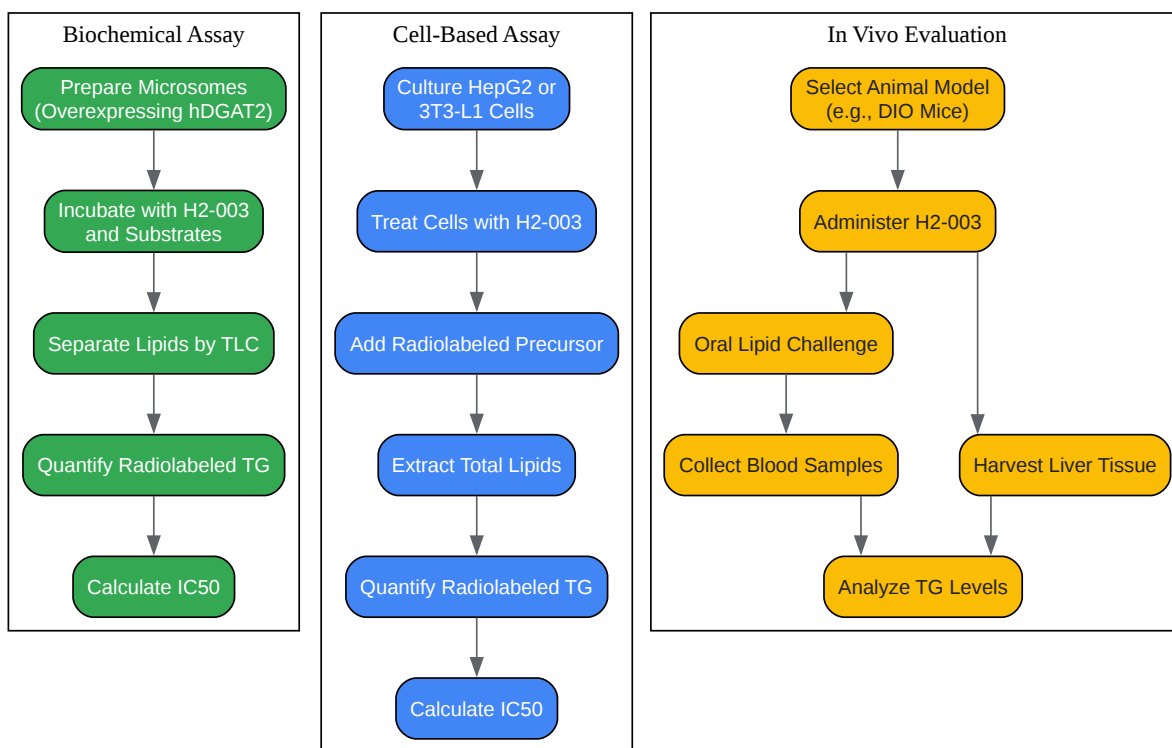 Biochemical Assay
Prepare Microsomes
(Overexpressing hDGAT2)
Incubate with H2-003
and Substrates
Separate Lipids by TLC
Quantify Radiolabeled TG
Calculate IC50
Cell-Based Assay
Culture HepG2 or
3T3-L1 Cells
Treat Cells with H2-003
Add Radiolabeled Precursor
Extract Total Lipids
Quantify Radiolabeled TG
Calculate IC50
In Vivo Evaluation
Select Animal Model
(e.g., DIO Mice)
Administer H2-003
Oral Lipid Challenge
Collect Blood Samples
Harvest Liver Tissue
Analyze TG Levels